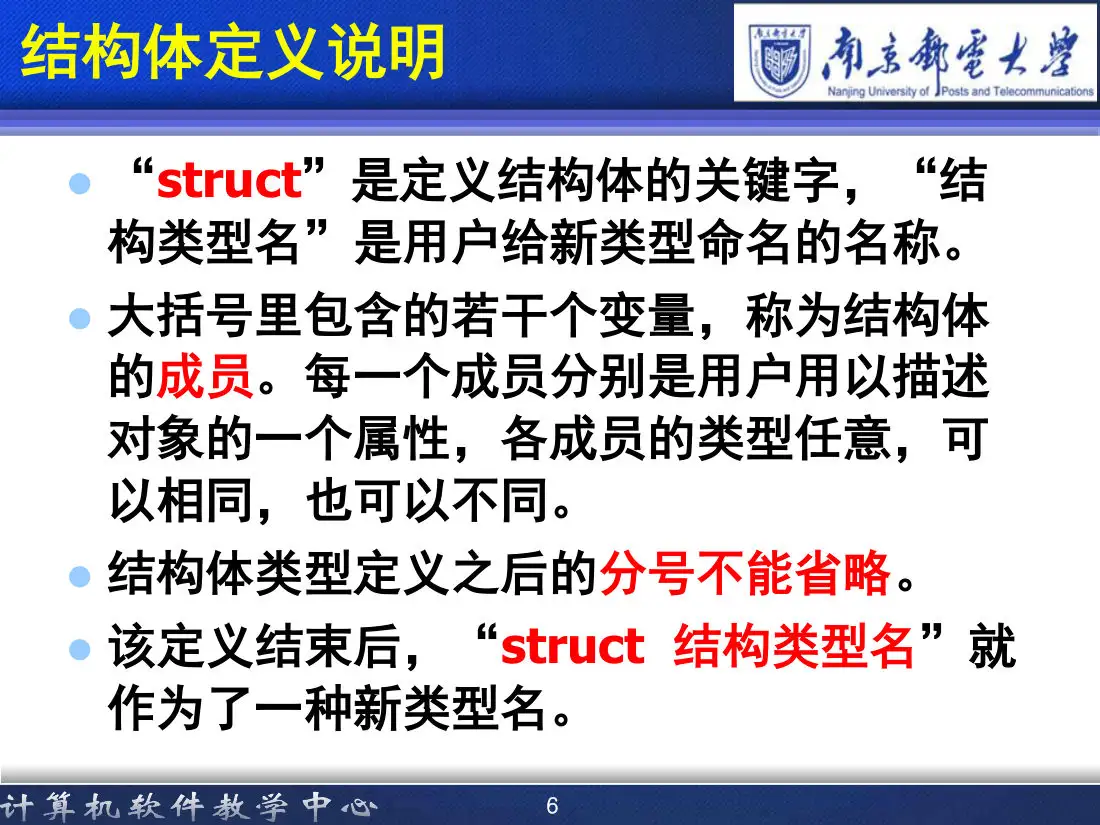 结构体定义说明
南京邮电大学
Nanjing University of Posts and Telecommunications
“struct”是定义结构体的关键字，“结
构类型名”是用户给新类型命名的名称。
大括号里包含的若干个变量，称为结构体
的成员。每一个成员分别是用户用以描述
对象的一个属性，各成员的类型任意，可
以相同，也可以不同。
结构体类型定义之后的分号不能省略。
该定义结束后，“struct 结构类型名”就
作为了一种新类型名。
计算机软件教学中心
6